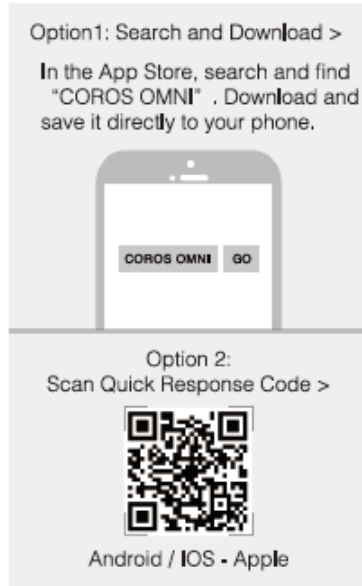 Option1: Search and Download >
In the App Store, search and find
“COROS OMNI” . Download and
save it directly to your phone.
COROS OMNI GO
Option 2:
Scan Quick Response Code >
Android / IOS - Apple